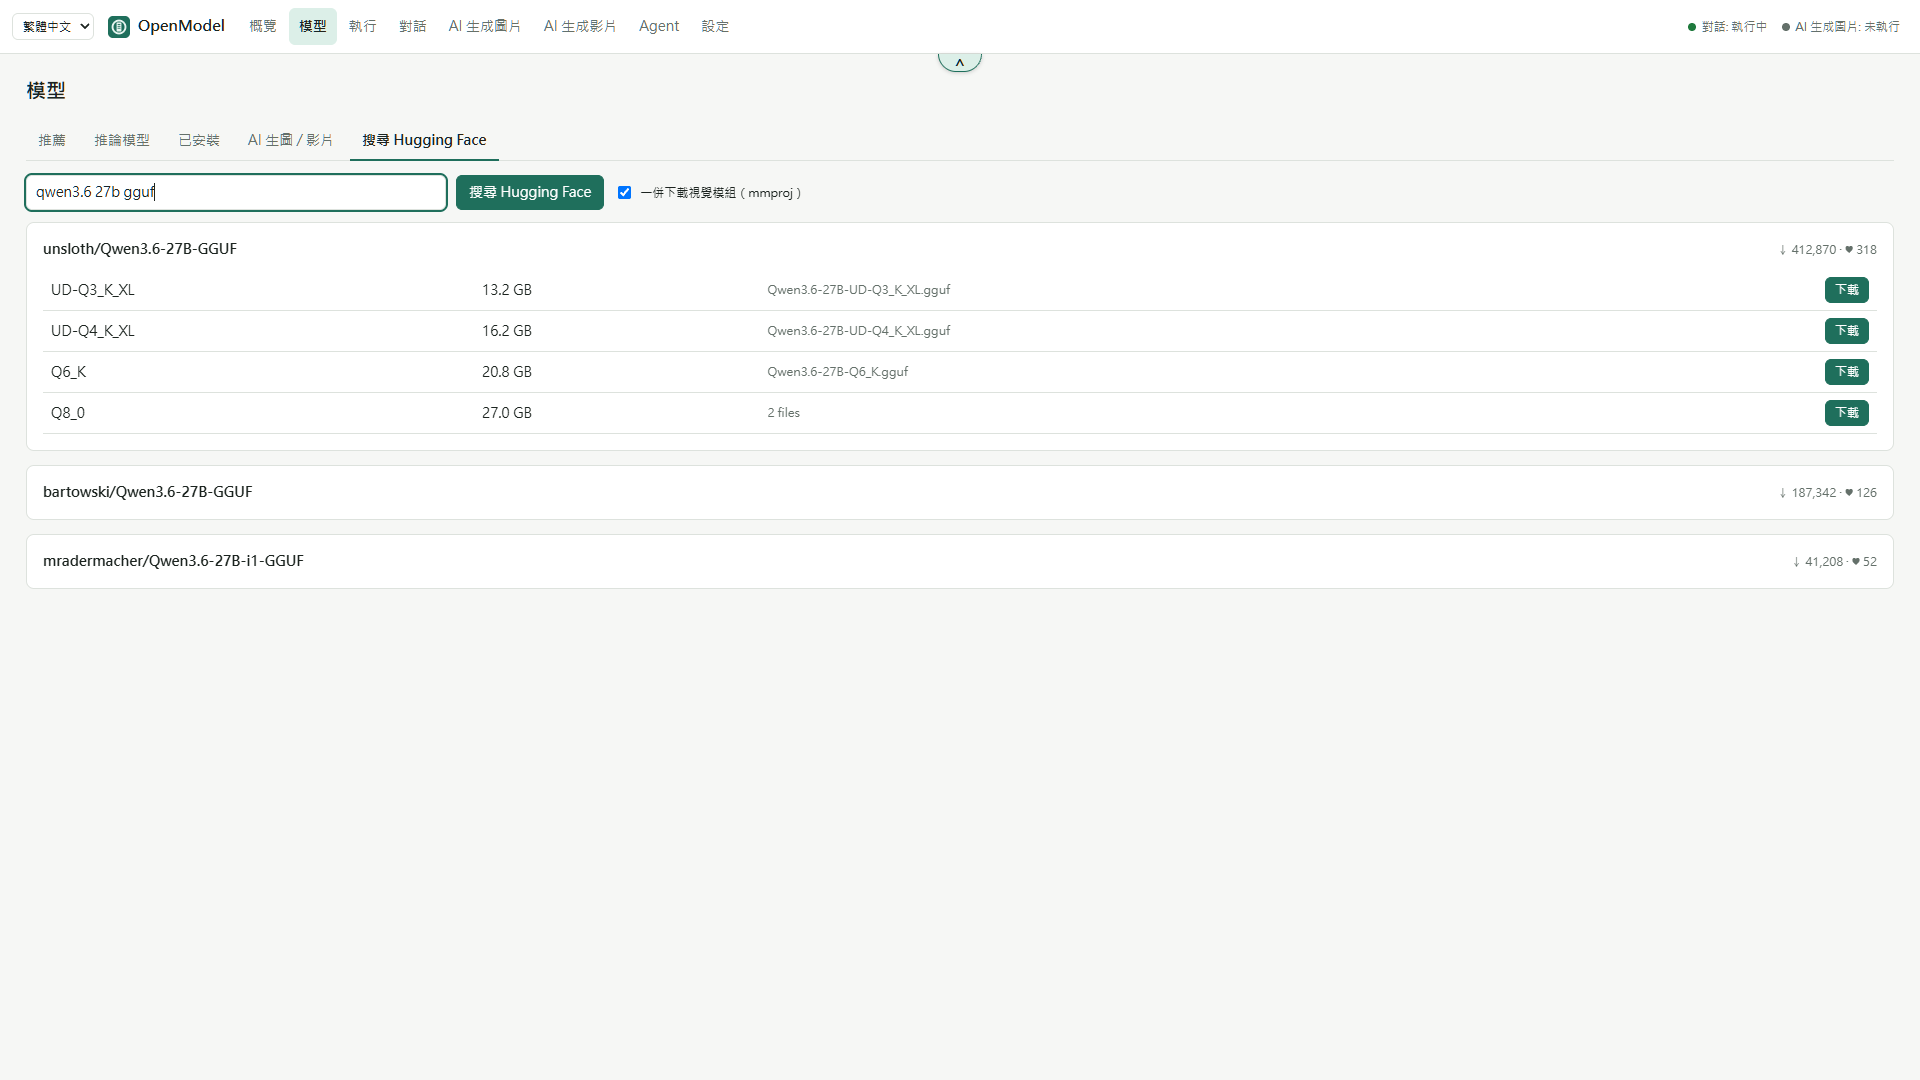 繁體中文 OpenModel 概覽 模型 執行 對話 AI 生成圖片 AI 生成影片 Agent 設定 對話: 執行中 AI 生成圖片: 未執行
模型
推薦 推論模型 已安裝 AI 生圖 / 影片 搜尋 Hugging Face
qwen3.6 27b gguf 搜尋 Hugging Face 一併下載視覺模組 ( mmproj )
unsloth/Qwen3.6-27B-GGUF ↓ 412,870 · ♥ 318
UD-Q3_K_XL 13.2 GB Qwen3.6-27B-UD-Q3_K_XL.gguf 下載
UD-Q4_K_XL 16.2 GB Qwen3.6-27B-UD-Q4_K_XL.gguf 下載
Q6_K 20.8 GB Qwen3.6-27B-Q6_K.gguf 下載
Q8_0 27.0 GB 2 files 下載
bartowski/Qwen3.6-27B-GGUF ↓ 187,342 · ♥ 126
mradermacher/Qwen3.6-27B-i1-GGUF ↓ 41,208 · ♥ 52